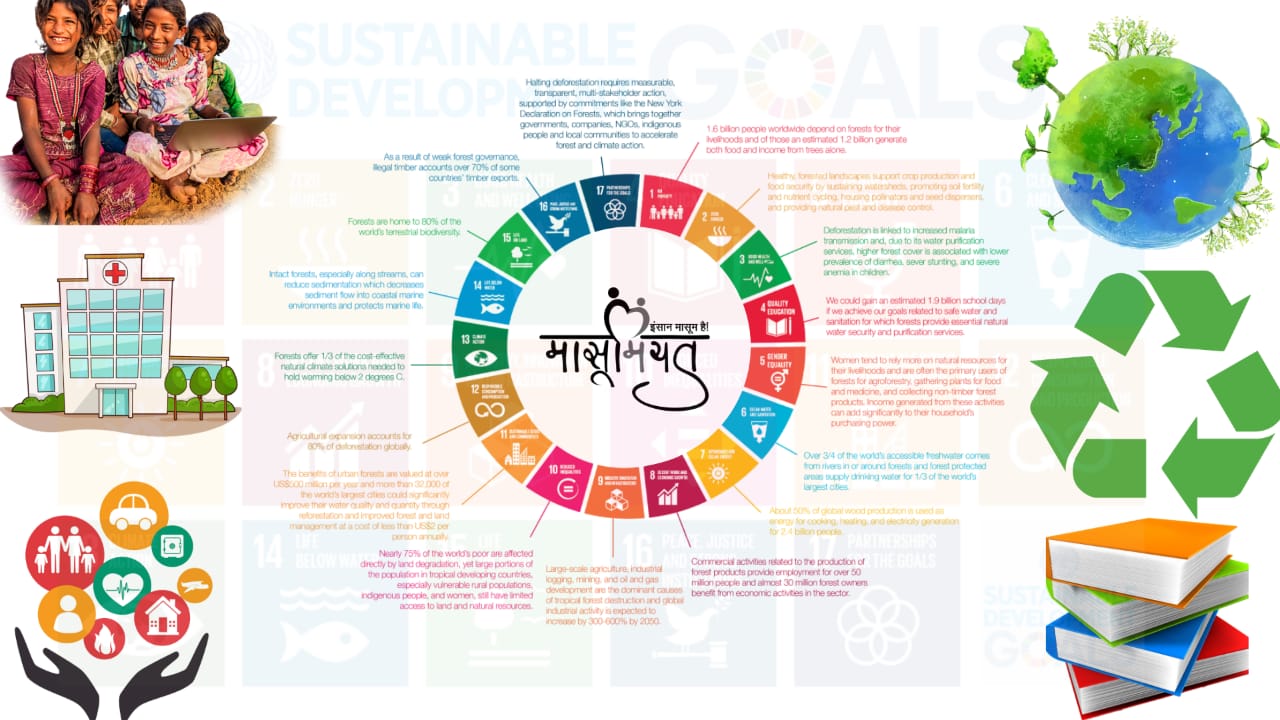 SUSTAINABLE
DEVELOPMENT
GOALS
Halting deforestation requires measurable,
transparent, multi-stakeholder action,
supported by commitments like the New York
Declaration on Forests, which brings together
governments, companies, NGOs, indigenous
people and local communities to accelerate
forest and climate action.
1.6 billion people worldwide depend on forests for their
livelihoods and of those an estimated 1.2 billion generate
both food and income from trees alone.
Healthy, forested landscapes support crop production and
food security by sustaining watersheds, promoting soil fertility
and nutrient cycling, housing pollinators and seed dispersers,
and providing natural pest and disease control.
Deforestation is linked to increased malaria
transmission and, due to its water purification
services, higher forest cover is associated with lower
prevalence of diarrhea, sever stunting, and severe
anemia in children.
We could gain an estimated 1.9 billion school days
if we achieve our goals related to safe water and
sanitation for which forests provide essential natural
water security and purification services.
Women tend to rely more on natural resources for
their livelihoods and are often the primary users of
forests for agroforestry, gathering plants for food
and medicine, and collecting non-timber forest
products. Income generated from these activities
can add significantly to their household's
purchasing power.
Over 3/4 of the world's accessible freshwater comes
from rivers in or around forests and forest protected
areas supply drinking water for 1/3 of the world's
largest cities.
About 50% of global wood production is used as
energy for cooking, heating, and electricity generation
for 2.4 billion people.
Commercial activities related to the production of
forest products provide employment for over 50
million people and almost 30 million forest owners
benefit from economic activities in the sector.
Large-scale agriculture, industrial
logging, mining, and oil and gas
development are the dominant causes
of tropical forest destruction and global
industrial activity is expected to
increase by 300-600% by 2050.
Nearly 75% of the world's poor are affected
directly by land degradation, yet large portions of
the population in tropical developing countries,
especially vulnerable rural populations,
indigenous people, and women, still have limited
access to land and natural resources.
The benefits of urban forests are valued at over
US$500 million per year and more than 32,000 of
the world's largest cities could significantly
improve their water quality and quantity through
reforestation and improved forest and land
management at a cost of less than US$2 per
person annually.
Agricultural expansion accounts for
80% of deforestation globally.
Forests offer 1/3 of the cost-effective
natural climate solutions needed to
hold warming below 2 degrees C.
Intact forests, especially along streams, can
reduce sedimentation which decreases
sediment flow into coastal marine
environments and protects marine life.
Forests are home to 80% of the
world's terrestrial biodiversity.
As a result of weak forest governance,
illegal timber accounts over 70% of some
countries' timber exports.
1 NO POVERTY
2 ZERO HUNGER
3 GOOD HEALTH AND WELL
4 QUALITY EDUCATION
5 GENDER EQUALITY
6 CLEAN WATER AND SANITATION
7
8 DECENT WORK AND ECONOMIC GROWTH
9 INDUSTRY, INNOVATION AND INFRASTRUCTURE
10 REDUCED INEQUALITIES
11
12 RESPONSIBLE CONSUMPTION AND PRODUCTION
13 CLIMATE ACTION
14 LIFE BELOW WATER
15 LIFE ON LAND
16 PEACE, JUSTICE AND
17 PARTNERSHIPS FOR THE GOALS
इंसान मासूम है!
मासूमियत
2 ZERO HUNGER
6
8
14 LIFE BELOW WATER
16 PEACE, JUSTICE
17 PARTNERSHIPS FOR THE GOALS